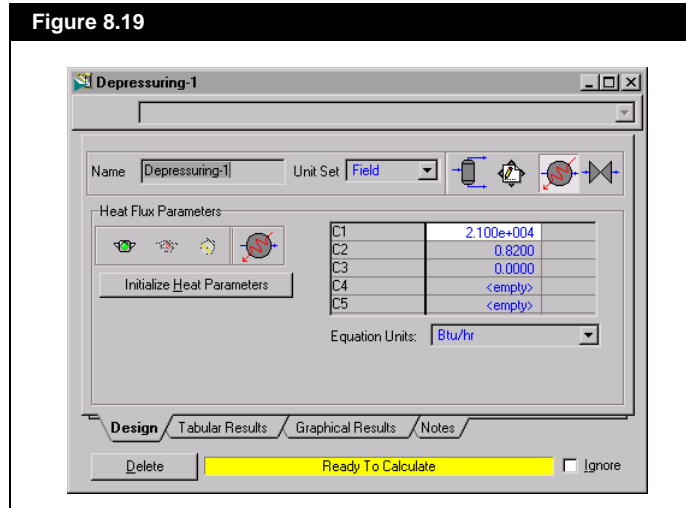 Figure 8.19
Depressuring-1
Name Depressuring-1 Unit Set Field
Heat Flux Parameters
C1 2.100e+004
C2 0.8200
C3 0.0000
C4 <empty>
C5 <empty>
Initialize Heat Parameters
Equation Units: Btu/hr
Design Tabular Results Graphical Results Notes
Delete Ready To Calculate Ignore